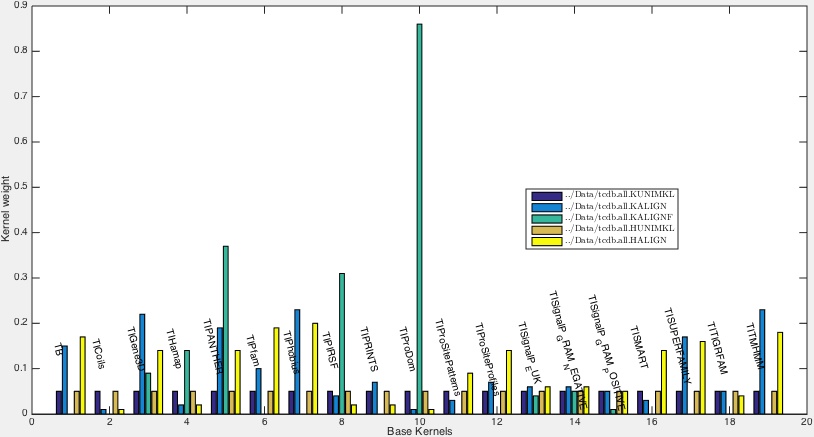 0.9
0.8
0.7
0.6
0.5
0.4
0.3
0.2
0.1
0
Kernel weight
../Data/tcdb.all.KUNIMKL
../Data/tcdb.all.KALIGN
../Data/tcdb.all.KALIGNF
../Data/tcdb.all.HUNIMKL
../Data/tcdb.all.HALIGN
TB
TICoils
TIGene3D
TIHamap
TIPANTHER
TIPfam
TIPhobius
TIPIRSF
TIPRINTS
TIProDom
TIProSitePatterns
TIProSiteProfiles
TISignalP_EUK
TISignalP_GRAM_NEGATIVE
TISignalP_GRAM_POSITIVE
TISMART
TISUPERFAMILY
TITIGRFAM
TITMHMM
0 2 4 6 8 10 12 14 16 18 20
Base Kernels